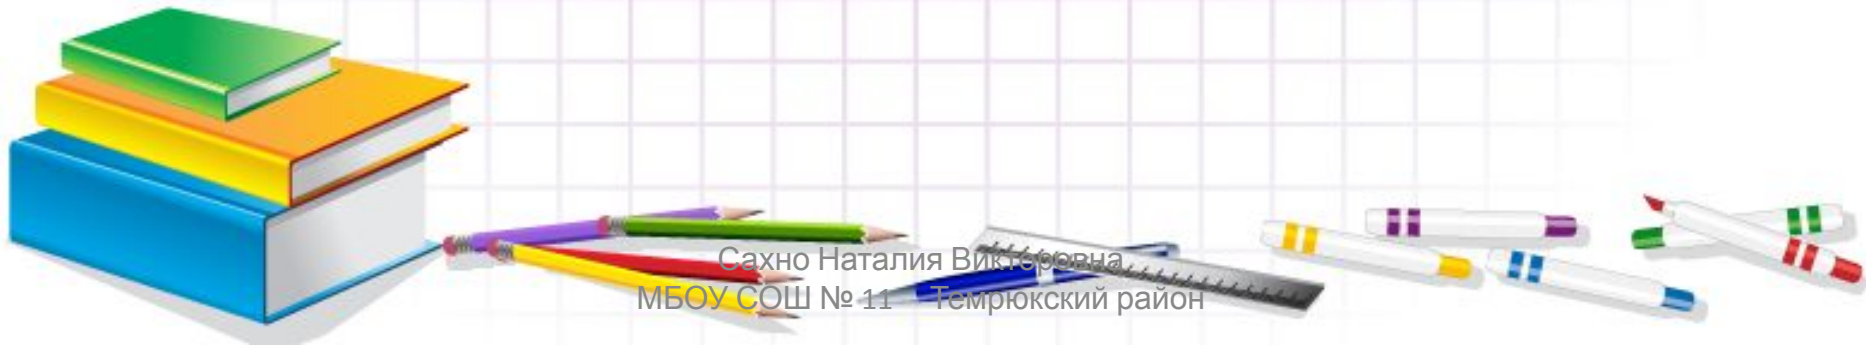 Сахно Наталия Викторовна
МБОУ СОШ № 11 Темрюкский район